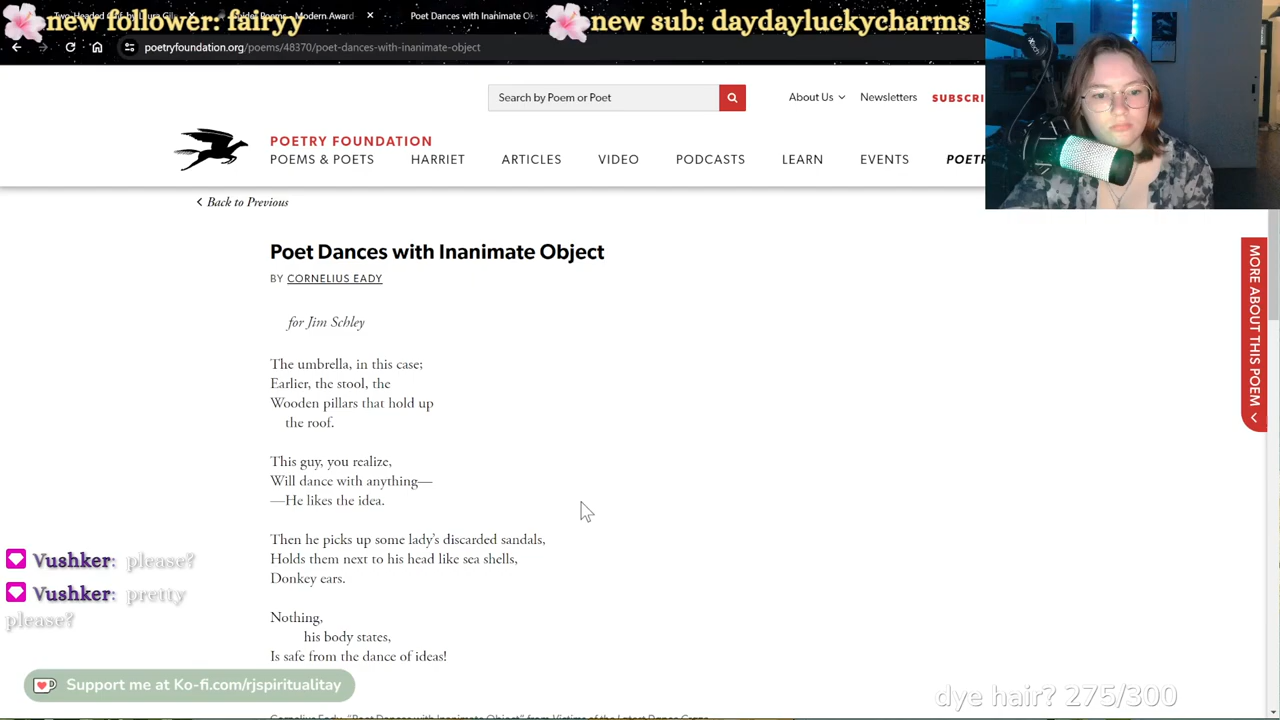 new follower: fairyy
new sub: daydayluckycharms
Poems - Modern Award
Poet Dances with Inanimate Ob
poetryfoundation.org/poems/48370/poet-dances-with-inanimate-object
Search by Poem or Poet
About Us
Newsletters
SUBSCRI
POETRY FOUNDATION
POEMS & POETS
HARRIET
ARTICLES
VIDEO
PODCASTS
LEARN
EVENTS
POETR
Back to Previous
Poet Dances with Inanimate Object
BY CORNELIUS EADY
for Jim Schley
The umbrella, in this case;
Earlier, the stool, the
Wooden pillars that hold up
the roof.
This guy, you realize,
Will dance with anything—
—He likes the idea.
Then he picks up some lady's discarded sandals,
Holds them next to his head like sea shells,
Donkey ears.
Nothing,
his body states,
Is safe from the dance of ideas!
MORE ABOUT THIS POEM
Vushker: please?
Vushker: pretty
please?
Support me at Ko-fi.com/rjspiritualitay
dye hair? 275/300